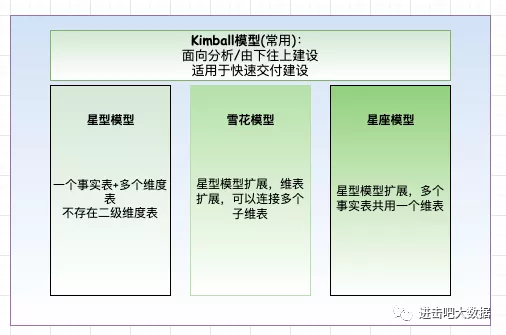 Kimball模型(常用)：
面向分析/由下往上建设
适用于快速交付建设
星型模型
一个事实表+多个维度
表
不存在二级维度表
雪花模型
星型模型扩展，维表
扩展，可以连接多个
子维表
星座模型
星型模型扩展，多个
事实表共用一个维表
进击吧大数据